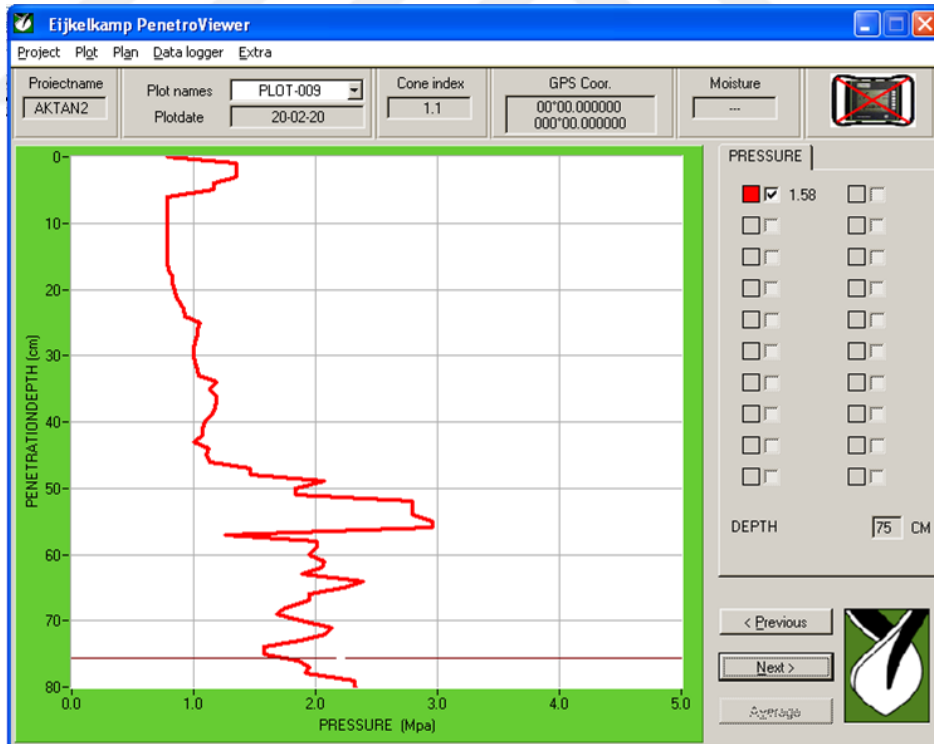 Eijkelkamp PenetroViewer
Project Plot Plan Data logger Extra
Proiectname
AKTAN2
Plot names PLOT-009
Plotdate 20-02-20
Cone index
1.1
GPS Coor.
00°00.000000
000°00.000000
Moisture
---
PRESSURE
1.58
DEPTH 75 CM
< Previous
Next >
Average
PENETRATIONDEPTH (cm)
0
10
20
30
40
50
60
70
80
0.0 1.0 2.0 3.0 4.0 5.0
PRESSURE (Mpa)